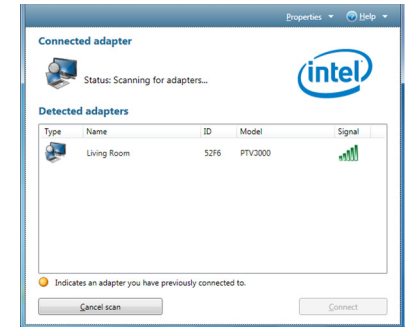 Properties Help
Connected adapter
Status: Scanning for adapters...
intel
Detected adapters
Type Name ID Model Signal
Living Room 52F6 PTV3000
Indicates an adapter you have previously connected to.
Cancel scan Connect